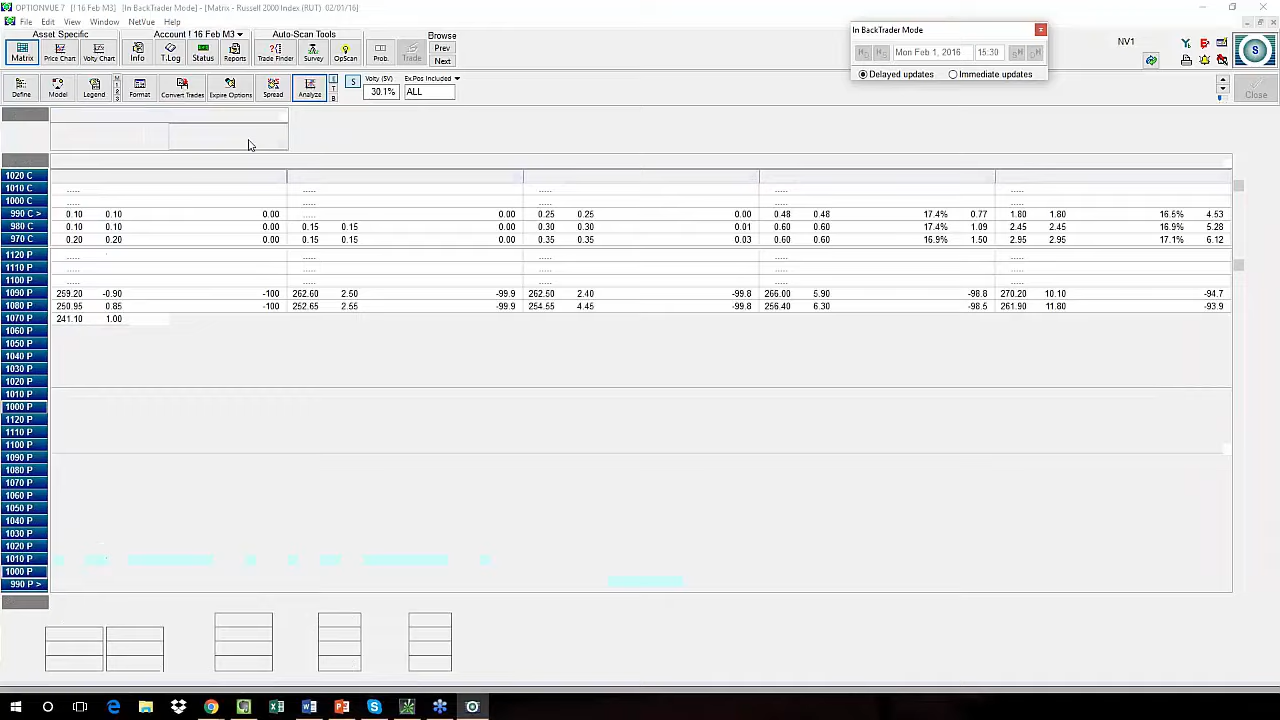 OPTIONVUE 7 [! 16 Feb M3] [In BackTrader Mode] - [Matrix - Russell 2000 Index (RUT) 02/01/16]
File Edit View Window NetVue Help
Asset Specific Account ! 16 Feb M3 Auto-Scan Tools Browse
Matrix Price Chart Volty Chart Info T.Log Status Reports Trade Finder Survey OpScan Prob. Trade Prev Next
In BackTrader Mode
Mon Feb 1, 2016 15:30
Delayed updates Immediate updates
NV1
Define Model Legend Format Convert Trades Expire Options Spread Analyze S Volty (SV) 30.1% Ex.Pos Included ALL
Close
1020 C
1010 C ..... ..... ..... ..... .....
1000 C ..... ..... ..... ..... .....
990 C > 0.10 0.10 0.00 ..... 0.00 0.25 0.25 0.00 0.48 0.48 17.4% 0.77 1.80 1.80 16.5% 4.53
980 C 0.10 0.10 0.00 0.15 0.15 0.00 0.30 0.30 0.01 0.60 0.60 17.4% 1.09 2.45 2.45 16.9% 5.28
970 C 0.20 0.20 0.00 0.15 0.15 0.00 0.35 0.35 0.03 0.60 0.60 16.9% 1.50 2.95 2.95 17.1% 6.12
1120 P ..... ..... ..... ..... .....
1110 P ..... ..... ..... ..... .....
1100 P ..... ..... ..... ..... .....
1090 P 259.20 -0.90 -100 262.60 2.50 -99.9 262.50 2.40 -99.8 266.00 5.90 -98.8 270.20 10.10 -94.7
1080 P 250.95 0.85 -100 252.65 2.55 -99.9 254.55 4.45 -99.8 256.40 6.30 -98.5 261.90 11.80 -93.9
1070 P 241.10 1.00
1060 P
1050 P
1040 P
1030 P
1020 P
1010 P
1000 P
1120 P
1110 P
1100 P
1090 P
1080 P
1070 P
1060 P
1050 P
1040 P
1030 P
1020 P
1010 P
1000 P
990 P >